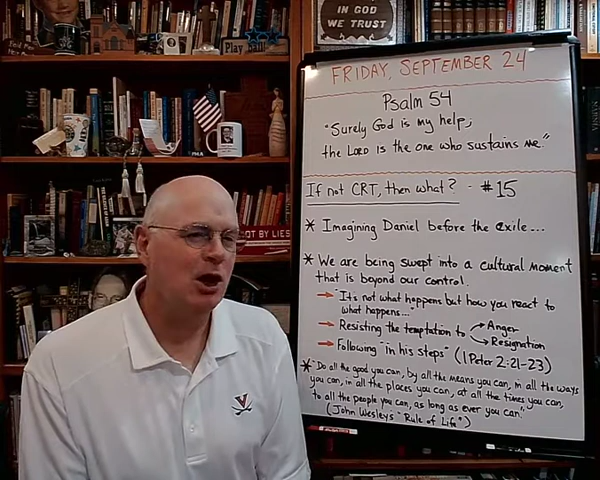 IN GOD
WE TRUST
Play Ball!
OT BY LIES
FRIDAY, SEPTEMBER 24
Psalm 54
"Surely God is my help;
the LORD is the one who sustains me."
If not CRT, then what? - #15
* Imagining Daniel before the exile...
* We are being swept into a cultural moment
that is beyond our control.
→ It's not what happens but how you react to
what happens...
→ Resisting the temptation to → Anger
→ Resignation
→ Following "in his steps" (1 Peter 2:21-23)
* "Do all the good you can, by all the means you can, in all the ways
you can, in all the places you can, at all the times you can,
to all the people you can, as long as ever you can."
(John Wesleys "Rule of Life")